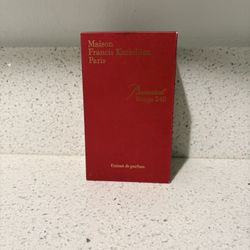 Maison
Francis Kurkdjian
Paris
Baccarat
Rouge 540
Extrait de parfum